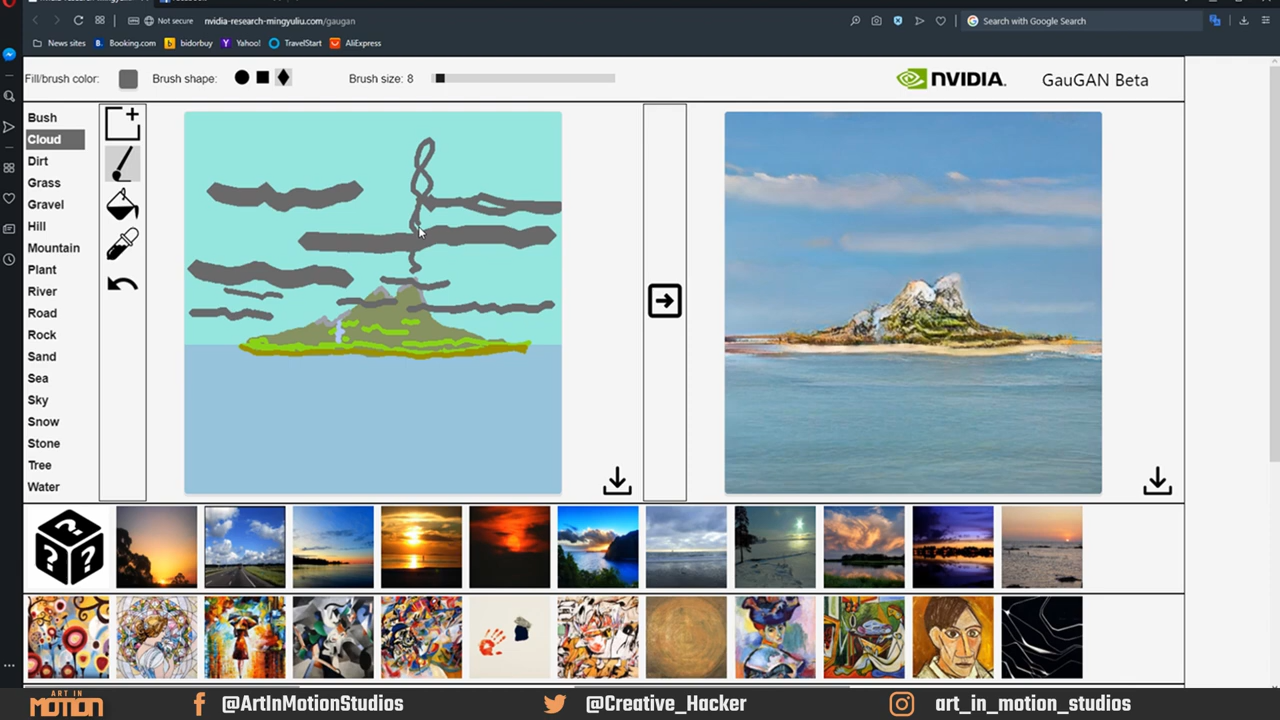 Not secure nvidia-research-mingyuliu.com/gaugan
Search with Google Search
News sites B. Booking.com b bidorbuy Y Yahoo! TravelStart AliExpress
Fill/brush color: Brush shape: Brush size: 8
NVIDIA. GauGAN Beta
Bush
Cloud
Dirt
Grass
Gravel
Hill
Mountain
Plant
River
Road
Rock
Sand
Sea
Sky
Snow
Stone
Tree
Water
? ? ?
ART IN
MOTION
@ArtInMotionStudios @Creative_Hacker art_in_motion_studios